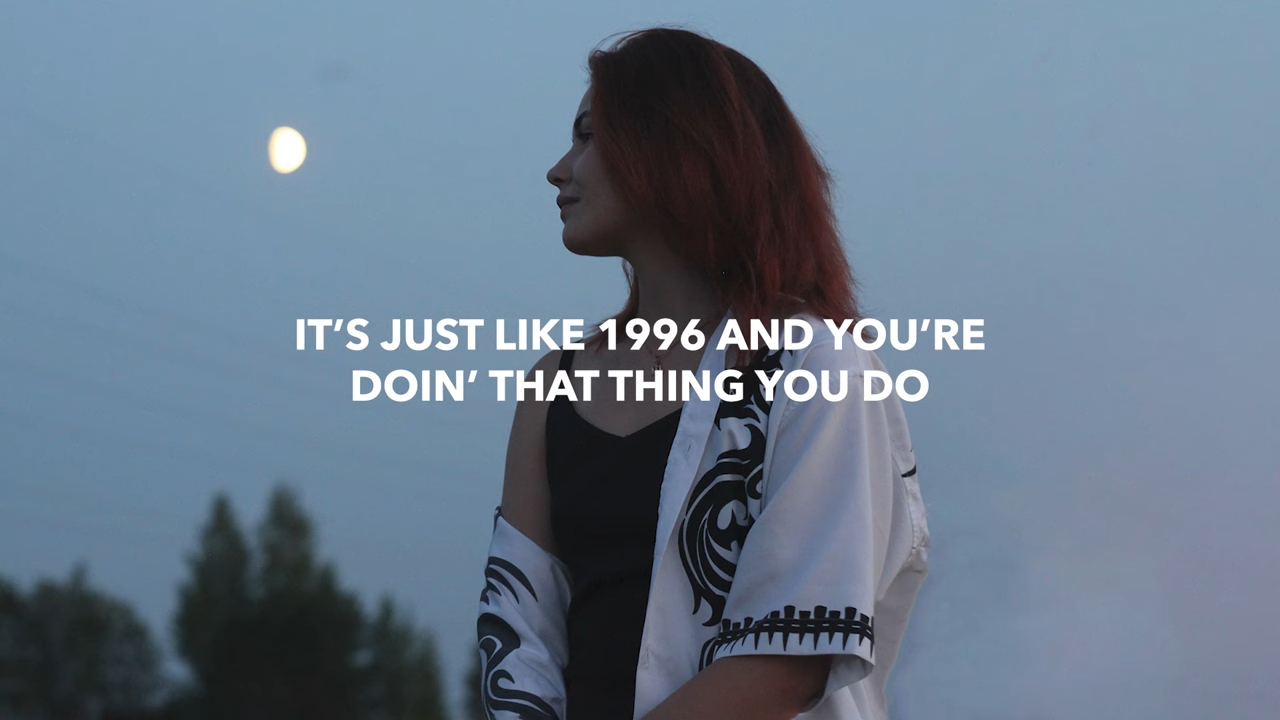 IT’S JUST LIKE 1996 AND YOU’RE
DOIN’ THAT THING YOU DO